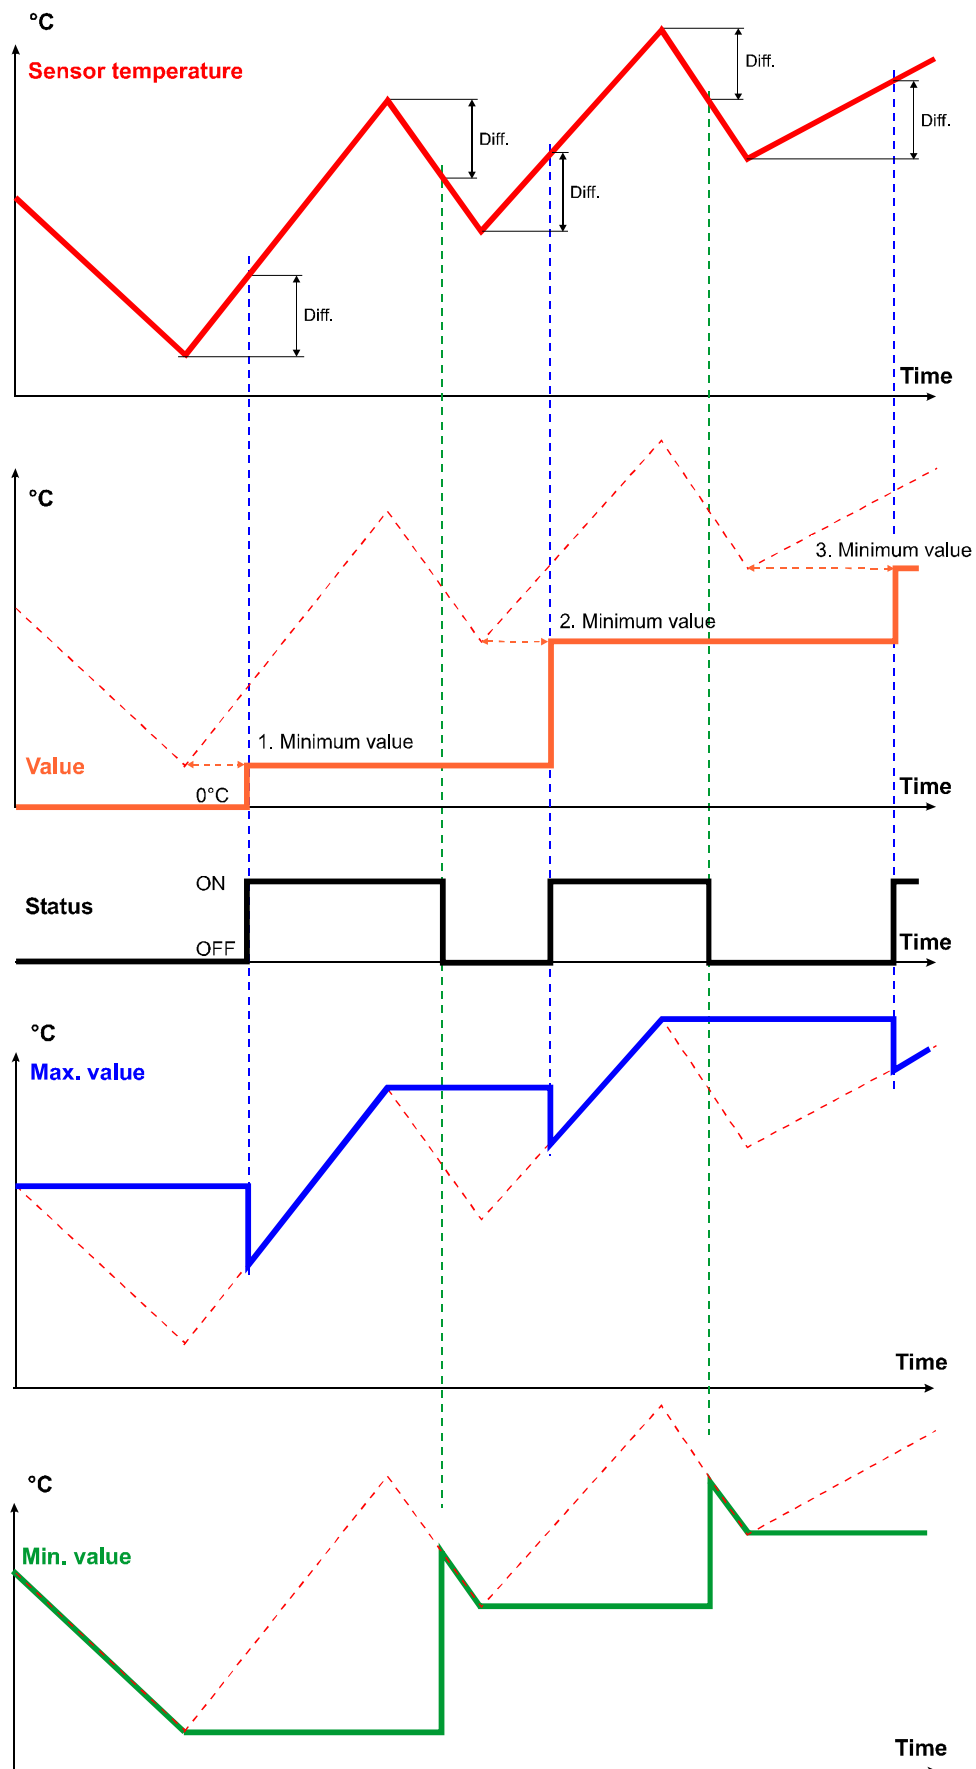 °C
Sensor temperature
Diff.
Diff.
Diff.
Diff.
Diff.
Time
°C
3. Minimum value
2. Minimum value
1. Minimum value
Value
0°C
Time
ON
Status
OFF
Time
°C
Max. value
Time
°C
Min. value
Time